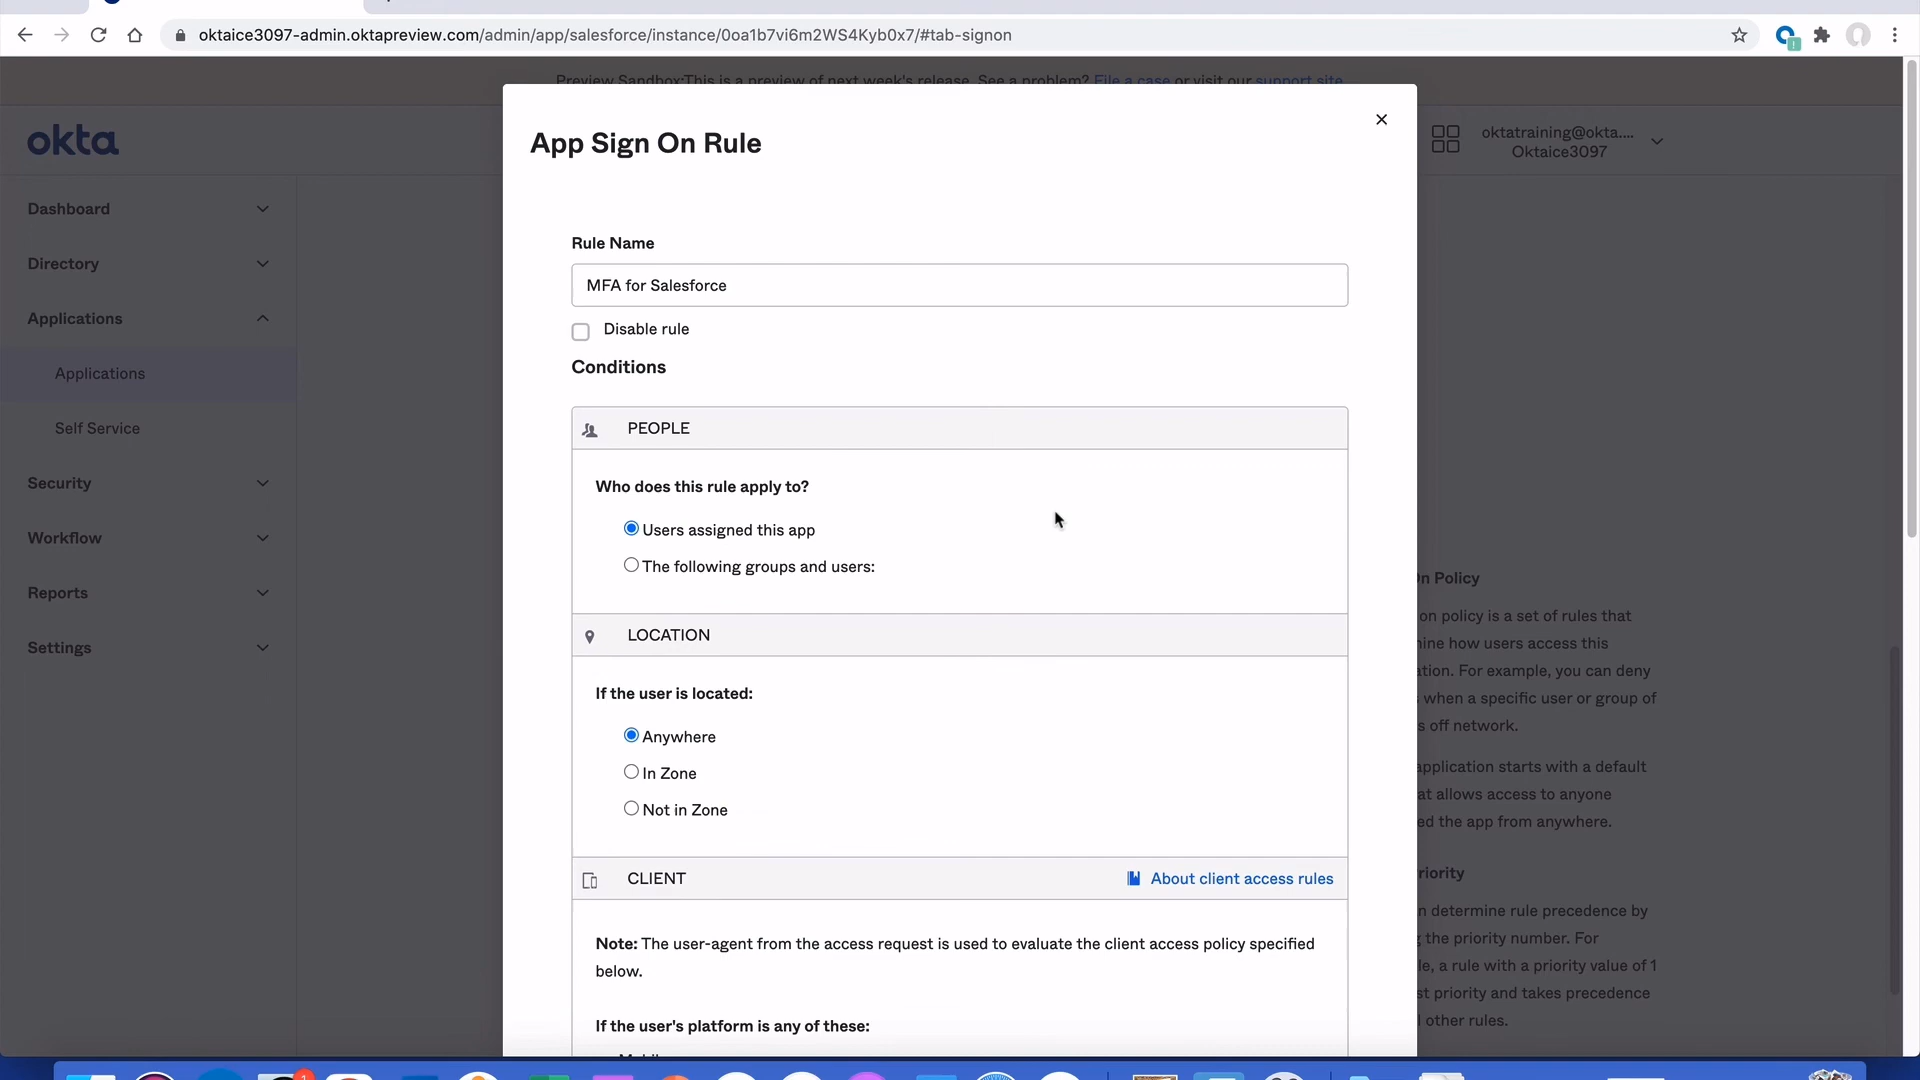 oktaice3097-admin.oktapreview.com/admin/app/salesforce/instance/0oa1b7vi6m2WS4Kyb0x7/#tab-signon
Preview Sandbox:This is a preview of next week's release. See a problem? File a case or visit our support site.
okta
oktatraining@okta....
Oktaice3097
Dashboard
Directory
Applications
Applications
Self Service
Security
Workflow
Reports
Settings
App Sign On Rule
Rule Name
MFA for Salesforce
Disable rule
Conditions
PEOPLE
Who does this rule apply to?
Users assigned this app
The following groups and users:
LOCATION
If the user is located:
Anywhere
In Zone
Not in Zone
CLIENT
About client access rules
Note: The user-agent from the access request is used to evaluate the client access policy specified
below.
If the user's platform is any of these:
Policy
on policy is a set of rules that
how users access this
For example, you can deny
when a specific user or group of
off network.
application starts with a default
allows access to anyone
the app from anywhere.
determine rule precedence by
the priority number. For
a rule with a priority value of 1
priority and takes precedence
other rules.
1